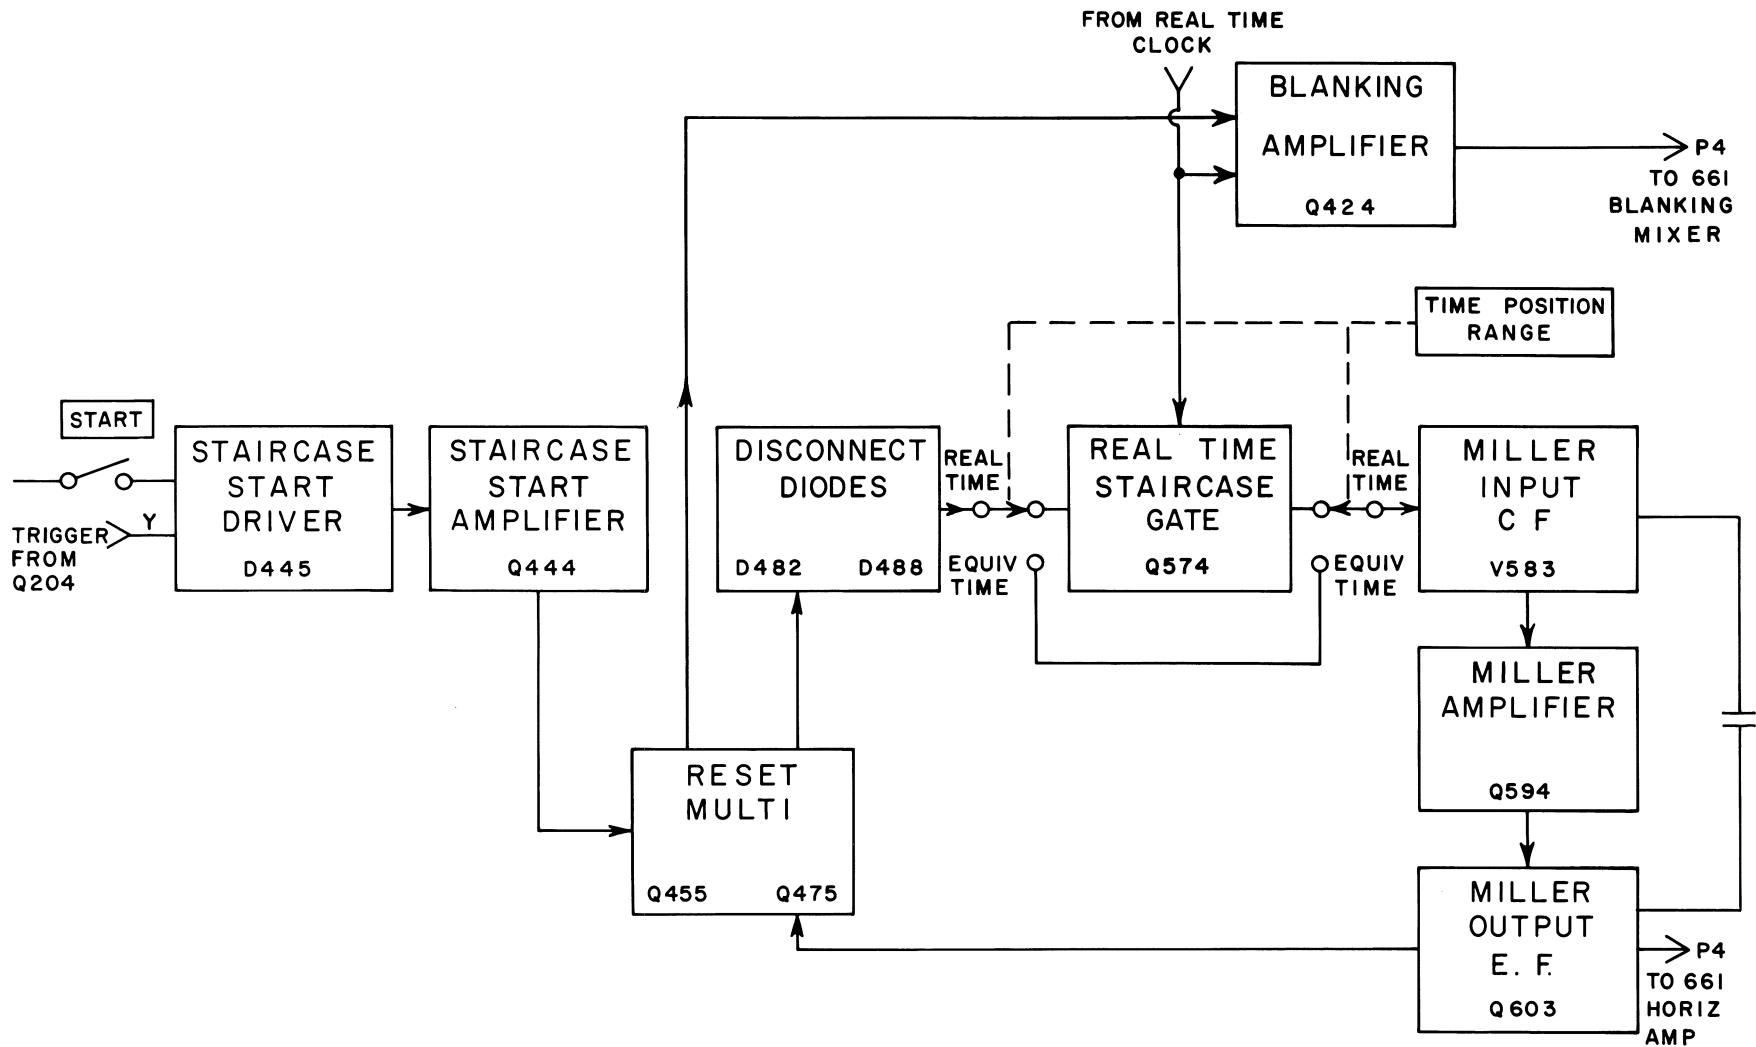 FROM REAL TIME
CLOCK
BLANKING
AMPLIFIER
Q424
P4
TO 661
BLANKING
MIXER
TIME POSITION
RANGE
START
TRIGGER
FROM
Q204
Y
STAIRCASE
START
DRIVER
D445
STAIRCASE
START
AMPLIFIER
Q444
DISCONNECT
DIODES
D482 D488
REAL
TIME
EQUIV
TIME
REAL TIME
STAIRCASE
GATE
Q574
REAL
TIME
EQUIV
TIME
MILLER
INPUT
C F
V583
MILLER
AMPLIFIER
Q594
RESET
MULTI
Q455 Q475
MILLER
OUTPUT
E. F.
Q603
P4
TO 661
HORIZ
AMP